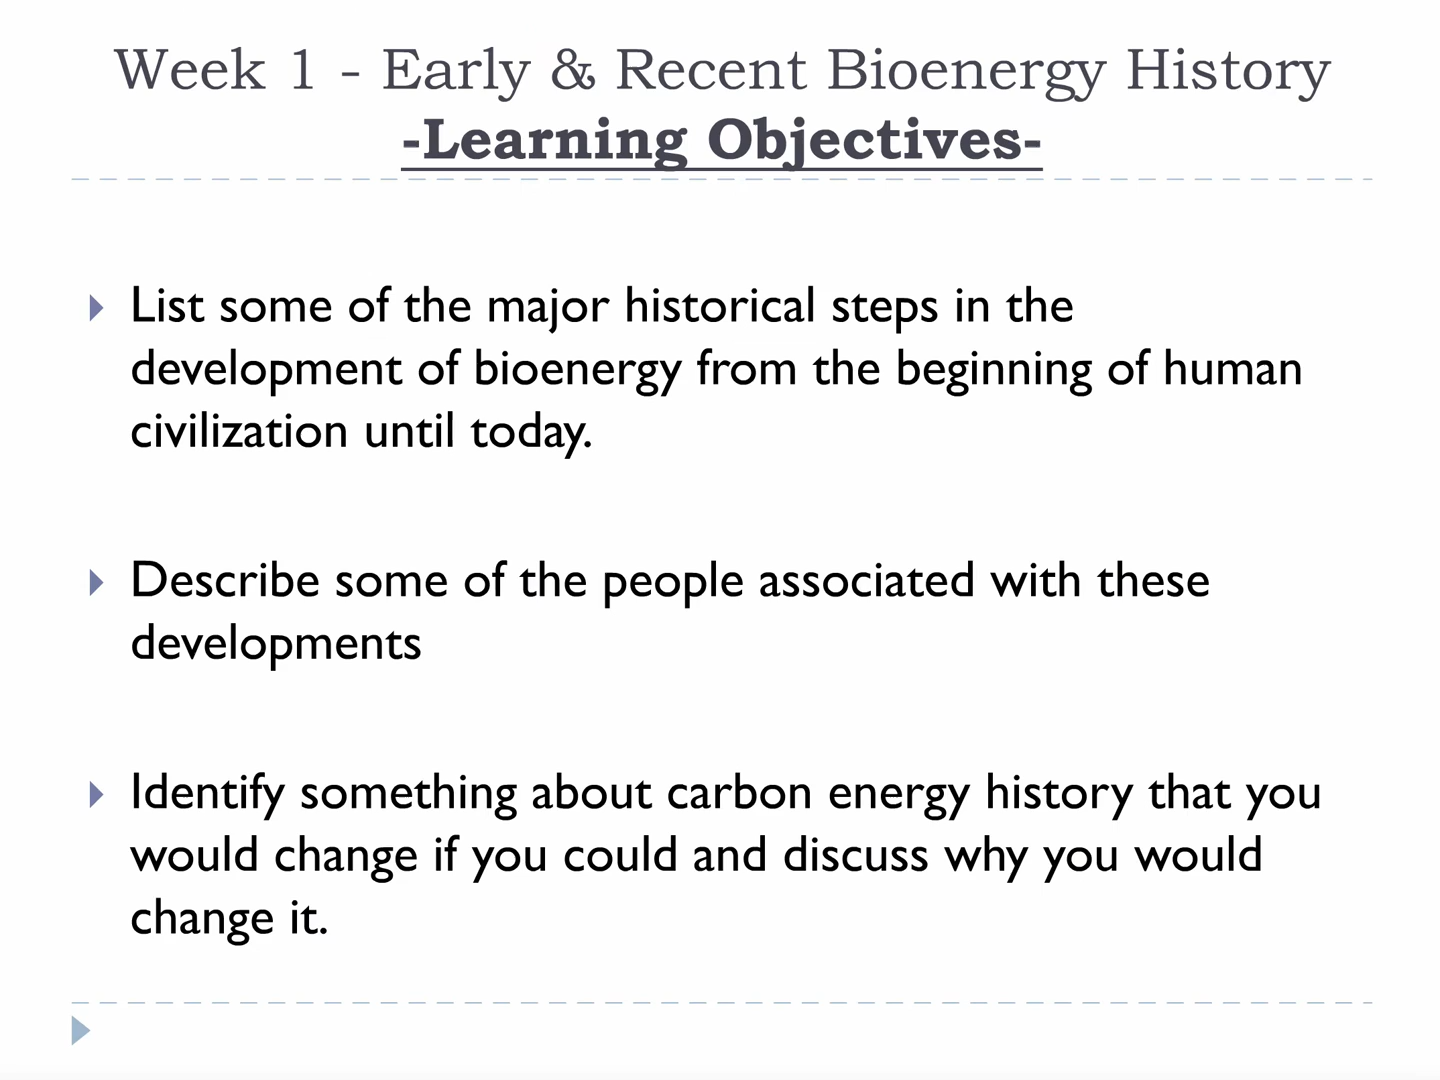 Week 1 - Early & Recent Bioenergy History
-Learning Objectives-
List some of the major historical steps in the
development of bioenergy from the beginning of human
civilization until today.
Describe some of the people associated with these
developments
Identify something about carbon energy history that you
would change if you could and discuss why you would
change it.